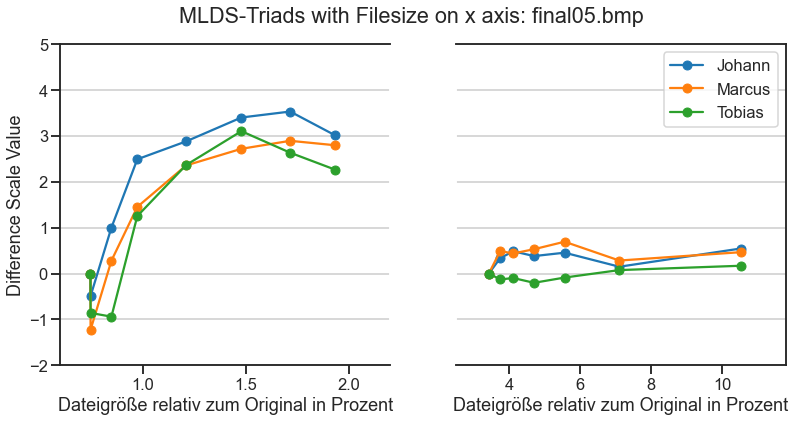 MLDS-Triads with Filesize on x axis: final05.bmp
Difference Scale Value
5
4
3
2
1
0
−1
−2
1.0 1.5 2.0
Dateigröße relativ zum Original in Prozent
Johann
Marcus
Tobias
4 6 8 10
Dateigröße relativ zum Original in Prozent